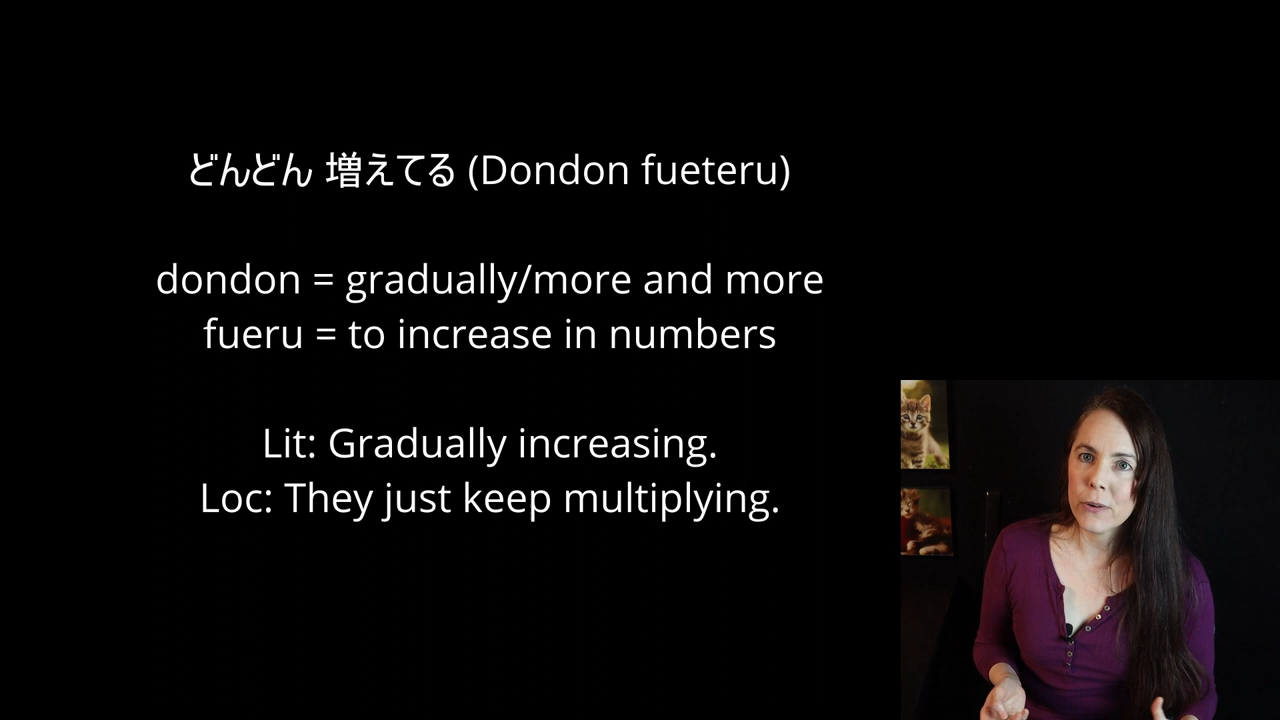 どんどん 増えてる (Dondon fueteru)
dondon = gradually/more and more
fueru = to increase in numbers
Lit: Gradually increasing.
Loc: They just keep multiplying.